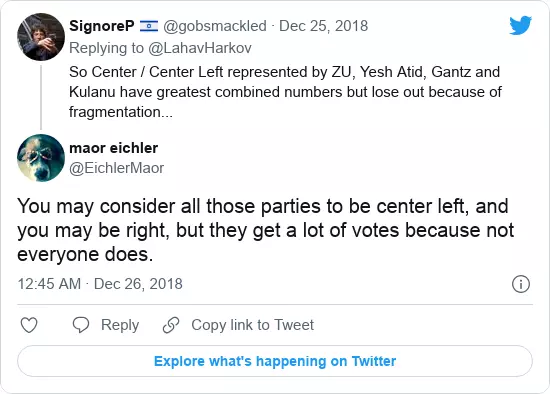 SignoreP 🇮🇱 @gobsmackled · Dec 25, 2018
Replying to @LahavHarkov
So Center / Center Left represented by ZU, Yesh Atid, Gantz and
Kulanu have greatest combined numbers but lose out because of
fragmentation...
maor eichler
@EichlerMaor
You may consider all those parties to be center left, and
you may be right, but they get a lot of votes because not
everyone does.
12:45 AM · Dec 26, 2018
Reply
Copy link to Tweet
Explore what's happening on Twitter